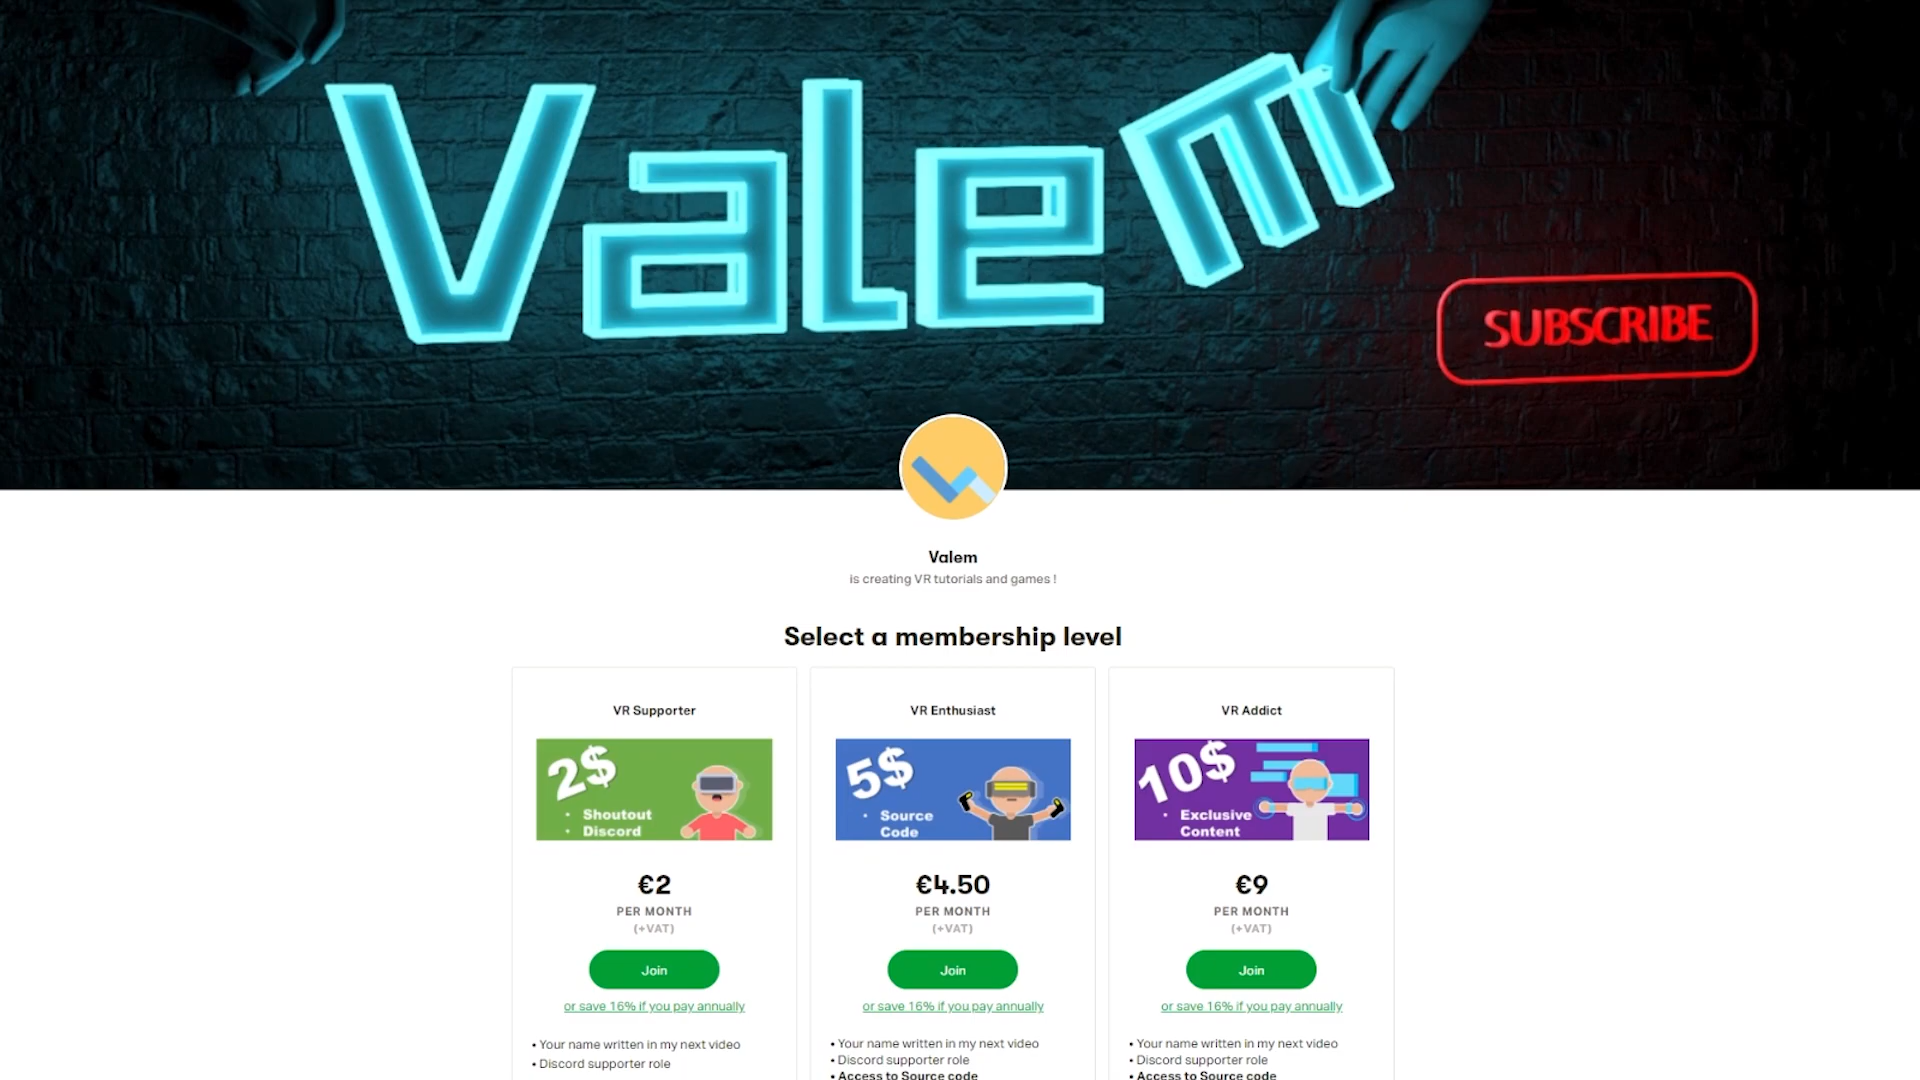 Valem
SUBSCRIBE
Valem
is creating VR tutorials and games !
Select a membership level
VR Supporter
2$
• Shoutout
• Discord
€2
PER MONTH
(+VAT)
Join
or save 16% if you pay annually
• Your name written in my next video
• Discord supporter role
VR Enthusiast
5$
• Source
Code
€4.50
PER MONTH
(+VAT)
Join
or save 16% if you pay annually
• Your name written in my next video
• Discord supporter role
• Access to Source code
VR Addict
10$
• Exclusive
Content
€9
PER MONTH
(+VAT)
Join
or save 16% if you pay annually
• Your name written in my next video
• Discord supporter role
• Access to Source code